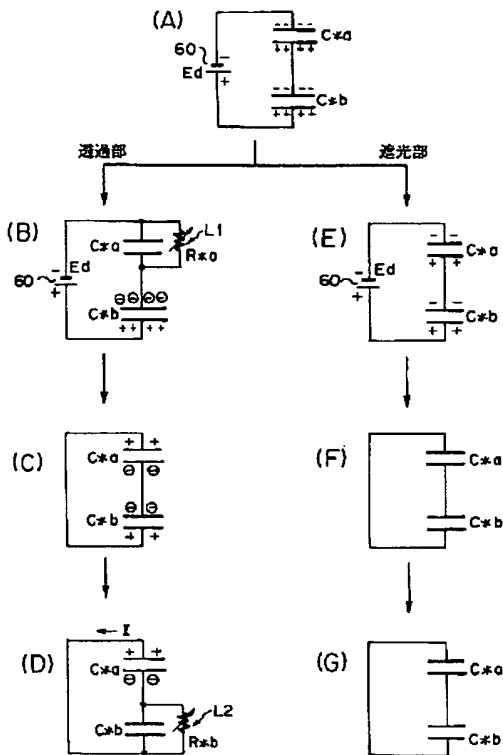 (A)
60
Ed
C*a
C*b
透過部
遮光部
(B)
60
Ed
C*a
L1
R*a
C*b
(E)
60
Ed
C*a
C*b
(C)
C*a
C*b
(F)
C*a
C*b
(D)
I
C*a
C*b
L2
R*b
(G)
C*a
C*b